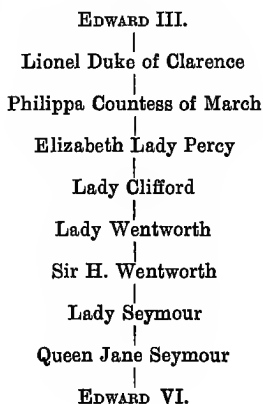 Edward III.
Lionel Duke of Clarence
Philippa Countess of March
Elizabeth Lady Percy
Lady Clifford
Lady Wentworth
Sir H. Wentworth
Lady Seymour
Queen Jane Seymour
Edward VI.